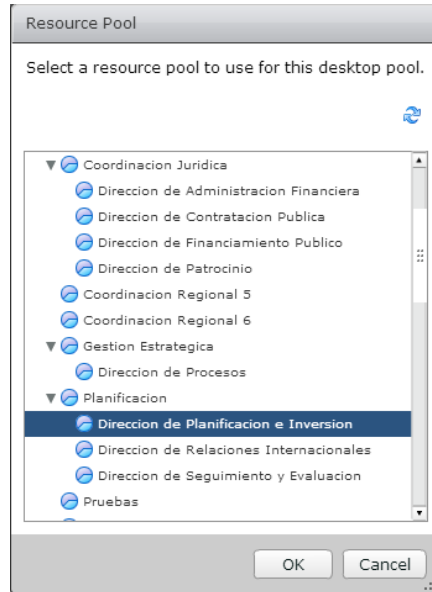 Resource Pool
Select a resource pool to use for this desktop pool.
Coordinacion Juridica
Direccion de Administracion Financiera
Direccion de Contratacion Publica
Direccion de Financiamiento Publico
Direccion de Patrocinio
Coordinacion Regional 5
Coordinacion Regional 6
Gestion Estrategica
Direccion de Procesos
Planificacion
Direccion de Planificacion e Inversion
Direccion de Relaciones Internacionales
Direccion de Seguimiento y Evaluacion
Pruebas
OK Cancel